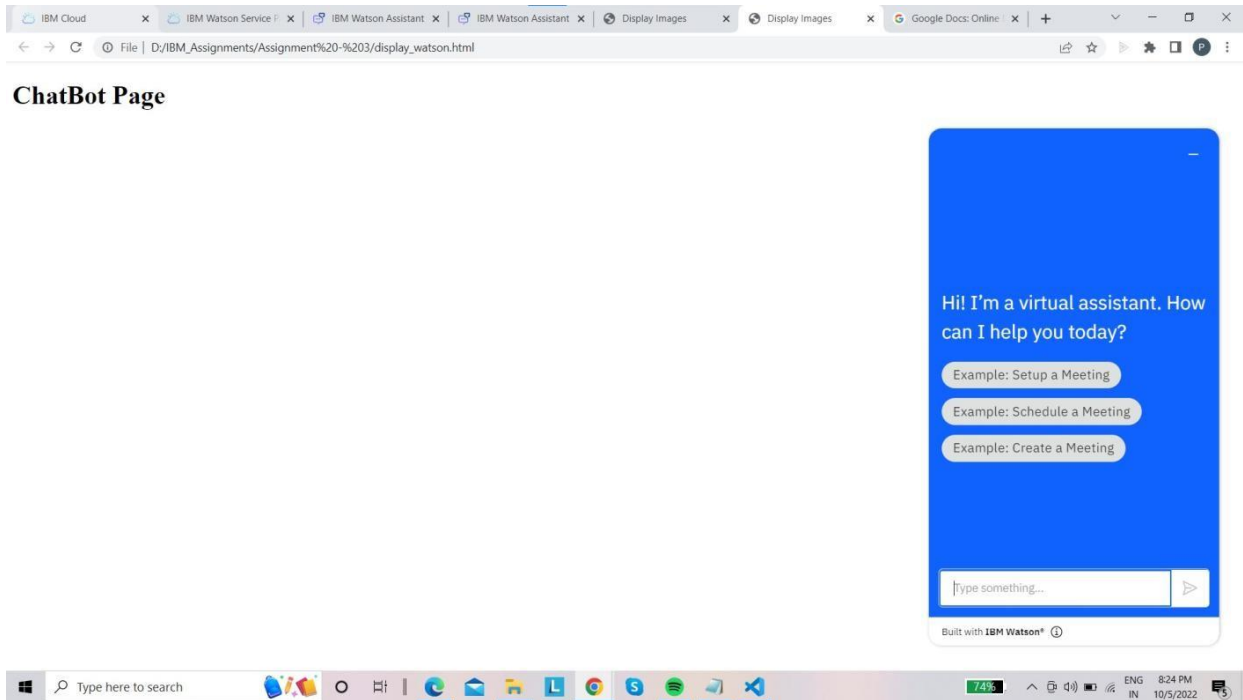 IBM Cloud
IBM Watson Service P
IBM Watson Assistant
IBM Watson Assistant
Display Images
Display Images
Google Docs: Online
File | D:/IBM_Assignments/Assignment%20-%203/display_watson.html
P
ChatBot Page
Hi! I'm a virtual assistant. How
can I help you today?
Example: Setup a Meeting
Example: Schedule a Meeting
Example: Create a Meeting
Type something...
Built with IBM Watson®
Type here to search
L
S
74%
ENG
IN
8:24 PM
10/5/2022
5